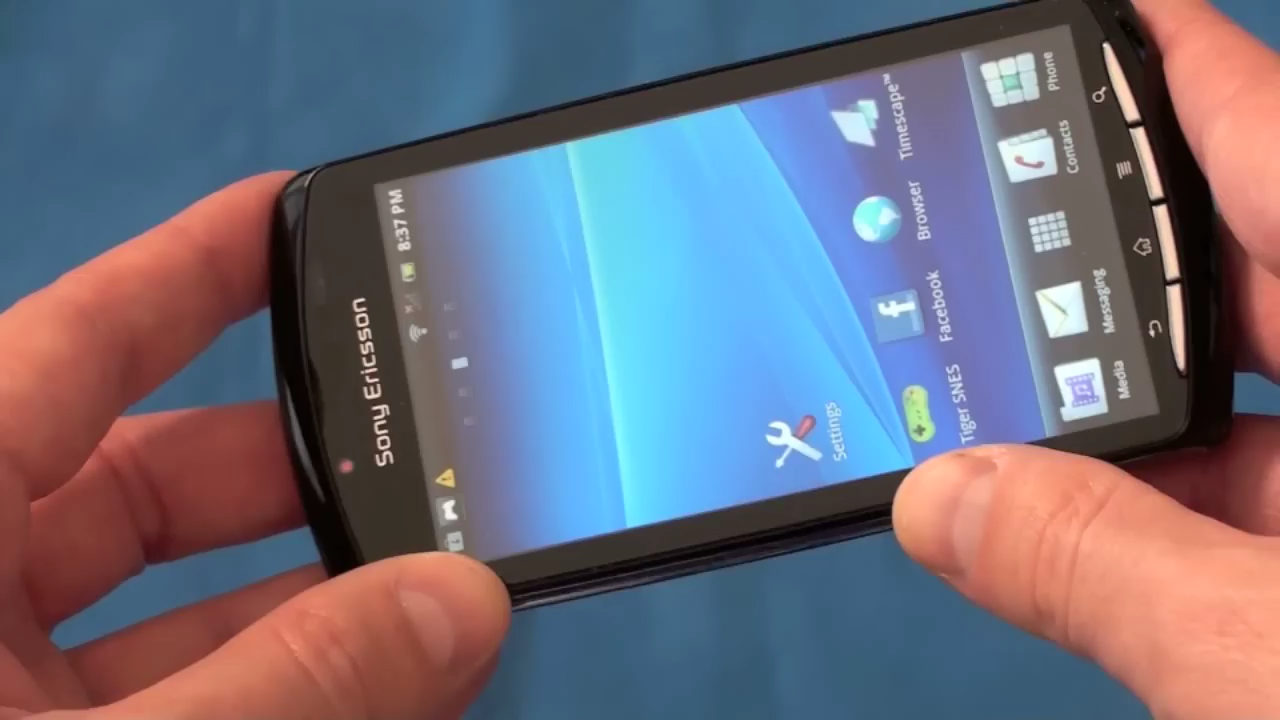 Sony Ericsson
8:37 PM
Settings
Tiger SNES
Facebook
Browser
Timescape™
Media
Messaging
Contacts
Phone